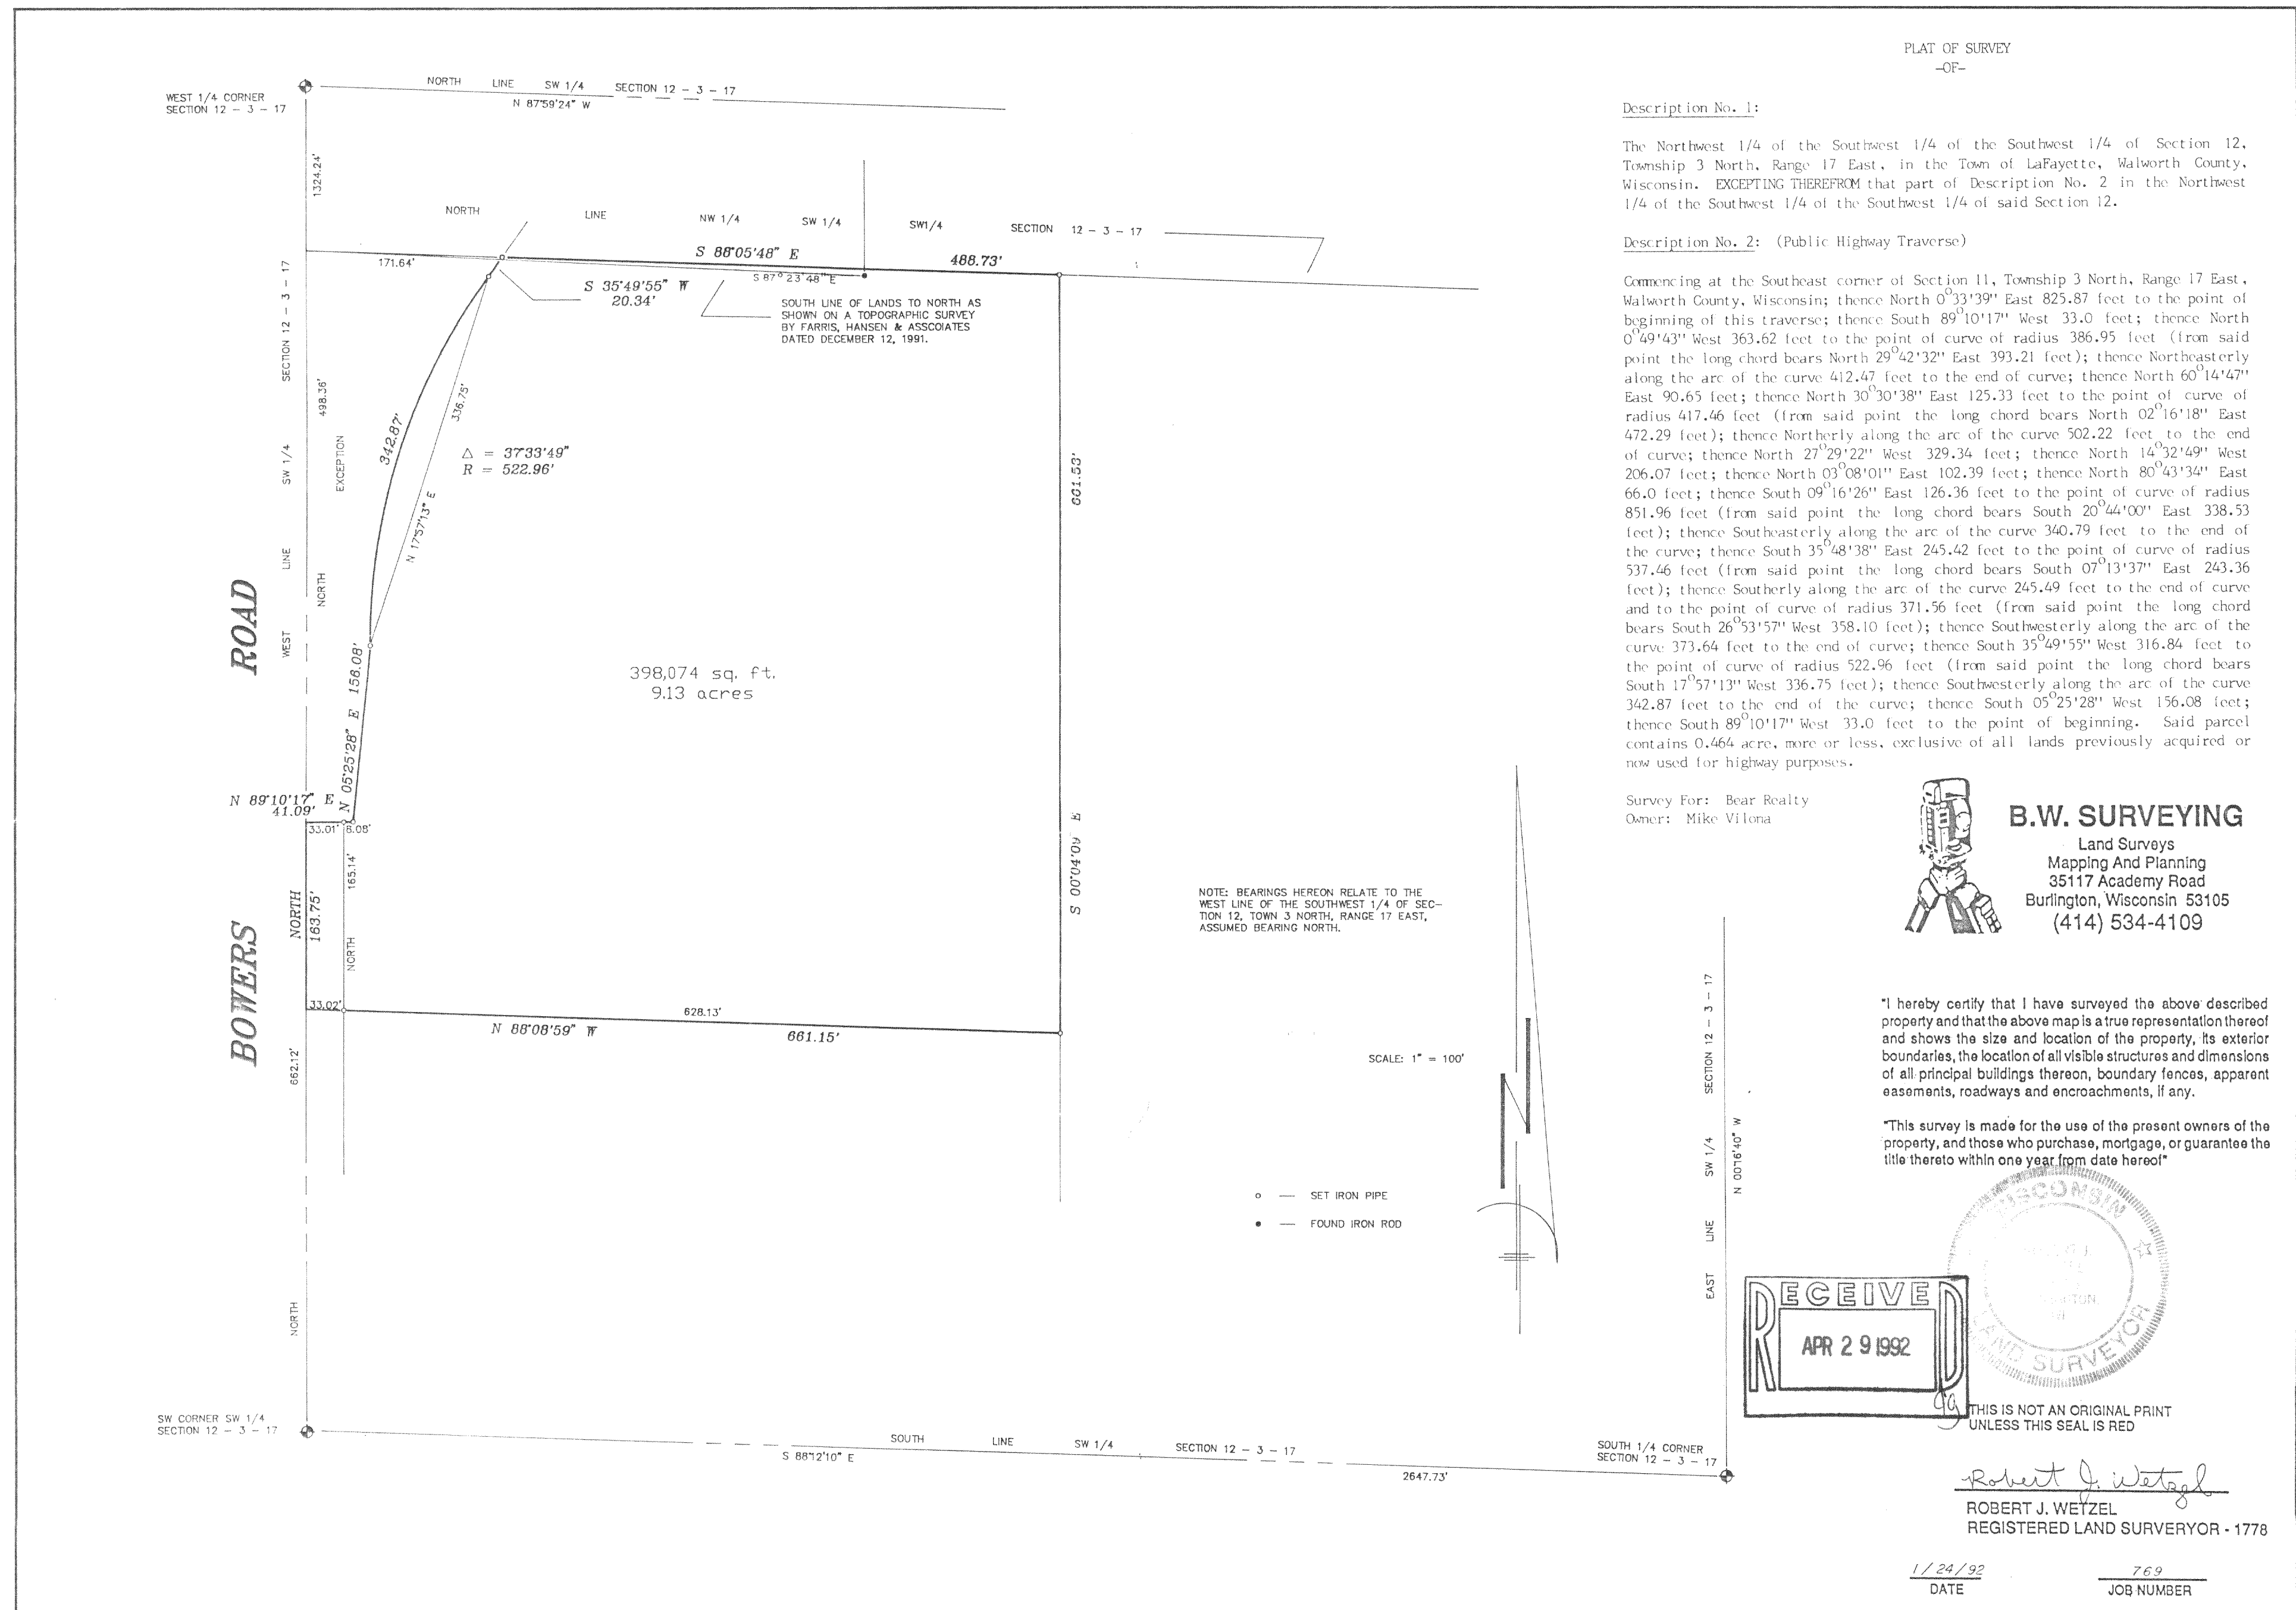 PLAT OF SURVEY
-OF-
Description No. 1:
The Northwest 1/4 of the Southwest 1/4 of the Southwest 1/4 of Section 12,
Township 3 North, Range 17 East, in the Town of LaFayette, Walworth County,
Wisconsin. EXCEPTING THEREFROM that part of Description No. 2 in the Northwest
1/4 of the Southwest 1/4 of the Southwest 1/4 of said Section 12.
Description No. 2: (Public Highway Traverse)
Commencing at the Southeast corner of Section 11, Township 3 North, Range 17 East,
Walworth County, Wisconsin; thence North 0°33'39" East 825.87 feet to the point of
beginning of this traverse; thence South 89°10'17" West 33.0 feet; thence North
0°49'43" West 363.62 feet to the point of curve of radius 386.95 feet (from said
point the long chord bears North 29°42'32" East 393.21 feet); thence Northeasterly
along the arc of the curve 412.47 feet to the end of curve; thence North 60°14'47"
East 90.65 feet; thence North 30°30'38" East 125.33 feet to the point of curve of
radius 417.46 feet (from said point the long chord bears North 02°16'18" East
472.29 feet); thence Northerly along the arc of the curve 502.22 feet to the end
of curve; thence North 27°29'22" West 329.34 feet; thence North 14°32'49" West
206.07 feet; thence North 03°08'01" East 102.39 feet; thence North 80°43'34" East
66.0 feet; thence South 09°16'26" East 126.36 feet to the point of curve of radius
851.96 feet (from said point the long chord bears South 20°44'00" East 338.53
feet); thence Southeasterly along the arc of the curve 340.79 feet to the end of
the curve; thence South 35°48'38" East 245.42 feet to the point of curve of radius
537.46 feet (from said point the long chord bears South 07°13'37" East 243.36
feet); thence Southerly along the arc of the curve 245.49 feet to the end of curve
and to the point of curve of radius 371.56 feet (from said point the long chord
bears South 26°53'57" West 358.10 feet); thence Southwesterly along the arc of the
curve 373.64 feet to the end of curve; thence South 35°49'55" West 316.84 feet to
the point of curve of radius 522.96 feet (from said point the long chord bears
South 17°57'13" West 336.75 feet); thence Southwesterly along the arc of the curve
342.87 feet to the end of the curve; thence South 05°25'28" West 156.08 feet;
thence South 89°10'17" West 33.0 feet to the point of beginning. Said parcel
contains 0.464 acre, more or less, exclusive of all lands previously acquired or
now used for highway purposes.
Survey For: Bear Realty
Owner: Mike Vilona
B.W. SURVEYING
Land Surveys
Mapping And Planning
35117 Academy Road
Burlington, Wisconsin 53105
(414) 534-4109
"I hereby certify that I have surveyed the above described
property and that the above map is a true representation thereof
and shows the size and location of the property, its exterior
boundaries, the location of all visible structures and dimensions
of all principal buildings thereon, boundary fences, apparent
easements, roadways and encroachments, if any.
"This survey is made for the use of the present owners of the
property, and those who purchase, mortgage, or guarantee the
title thereto within one year from date hereof"
WISCONSIN
LAND SURVEYOR
RECEIVED
APR 29 1992
THIS IS NOT AN ORIGINAL PRINT
UNLESS THIS SEAL IS RED
Robert J. Wetzel
ROBERT J. WETZEL
REGISTERED LAND SURVERYOR - 1778
1/24/92
DATE
769
JOB NUMBER
WEST 1/4 CORNER
SECTION 12 - 3 - 17
NORTH LINE SW 1/4 SECTION 12 - 3 - 17
N 87°59'24" W
1324.24'
NORTH LINE NW 1/4 SW 1/4 SW1/4 SECTION 12 - 3 - 17
171.64'
S 88°05'48" E
488.73'
S 87° 23'48" E
S 35°49'55" W
20.34'
SOUTH LINE OF LANDS TO NORTH AS
SHOWN ON A TOPOGRAPHIC SURVEY
BY FARRIS, HANSEN & ASSCOIATES
DATED DECEMBER 12, 1991.
WEST LINE SW 1/4 SECTION 12 - 3 - 17
498.36'
NORTH
EXCEPTION
342.87'
336.75'
N 17°57'13" E
Δ = 37°33'49"
R = 522.96'
661.53'
S 00°04'09" E
398,074 sq. ft.
9.13 acres
BOWERS ROAD
N 05°25'28" E 156.08'
N 89°10'17" E
41.09'
33.01'
8.08'
165.14'
NORTH
NORTH
163.75'
33.02'
628.13'
N 88°08'59" W
661.15'
662.12'
NORTH
NOTE: BEARINGS HEREON RELATE TO THE
WEST LINE OF THE SOUTHWEST 1/4 OF SEC-
TION 12, TOWN 3 NORTH, RANGE 17 EAST,
ASSUMED BEARING NORTH.
SCALE: 1" = 100'
N
o — SET IRON PIPE
• — FOUND IRON ROD
EAST LINE SW 1/4 SECTION 12 - 3 - 17
N 00°16'40" W
SW CORNER SW 1/4
SECTION 12 - 3 - 17
SOUTH LINE SW 1/4 SECTION 12 - 3 - 17
S 88°12'10" E
2647.73'
SOUTH 1/4 CORNER
SECTION 12 - 3 - 17